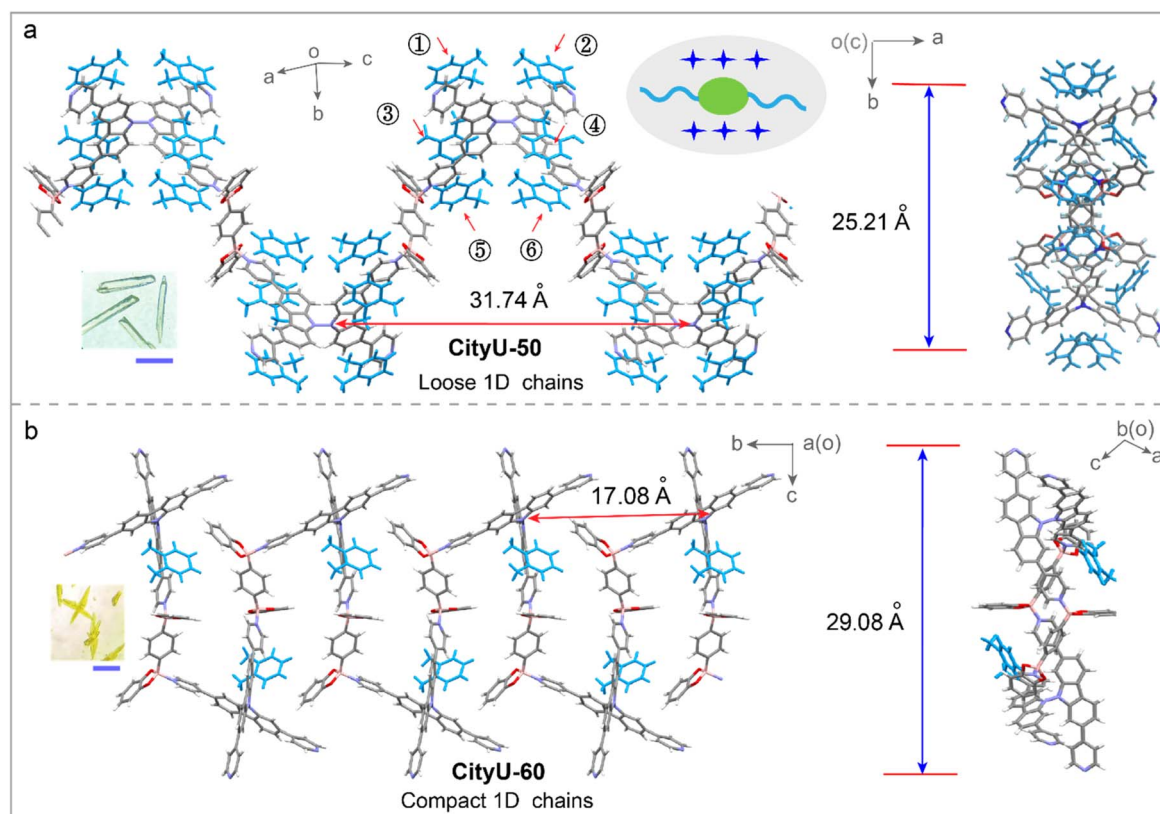 a
o
a
c
b
①
②
③
④
⑤
⑥
o(c)
a
b
25.21 Å
31.74 Å
CityU-50
Loose 1D chains
b
b
a(o)
c
17.08 Å
b(o)
c
a
29.08 Å
CityU-60
Compact 1D chains